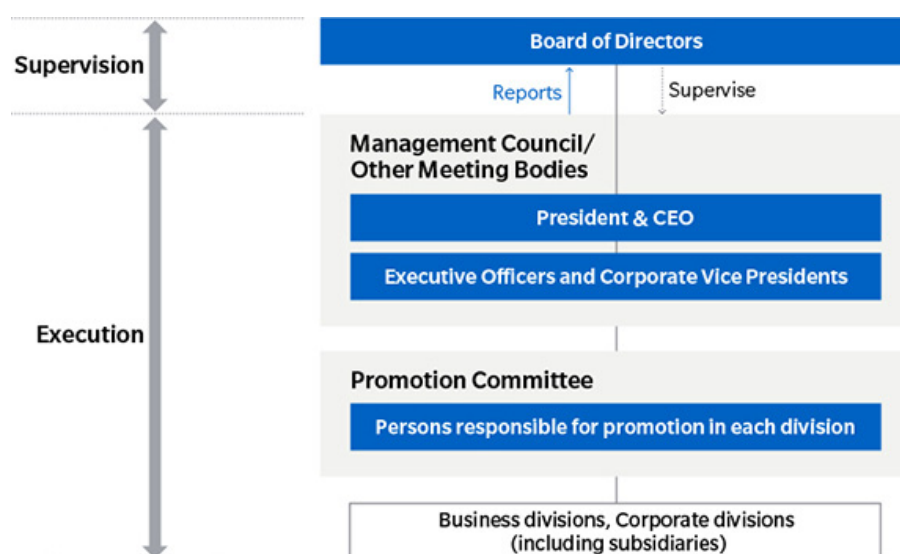 Board of Directors
Supervision
Reports
Supervise
Management Council/
Other Meeting Bodies
President & CEO
Executive Officers and Corporate Vice Presidents
Execution
Promotion Committee
Persons responsible for promotion in each division
Business divisions, Corporate divisions
(including subsidiaries)